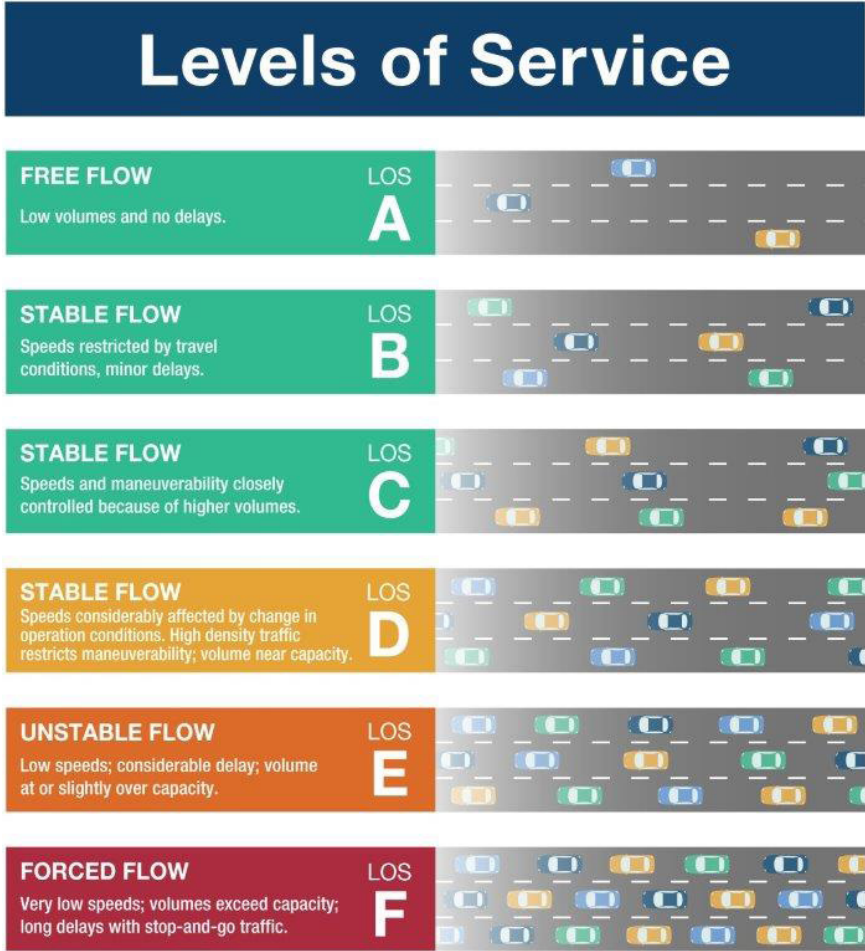 Levels of Service
FREE FLOW
Low volumes and no delays.
LOS
A
STABLE FLOW
Speeds restricted by travel
conditions, minor delays.
LOS
B
STABLE FLOW
Speeds and maneuverability closely
controlled because of higher volumes.
LOS
C
STABLE FLOW
Speeds considerably affected by change in
operation conditions. High density traffic
restricts maneuverability; volume near capacity.
LOS
D
UNSTABLE FLOW
Low speeds; considerable delay; volume
at or slightly over capacity.
LOS
E
FORCED FLOW
Very low speeds; volumes exceed capacity;
long delays with stop-and-go traffic.
LOS
F